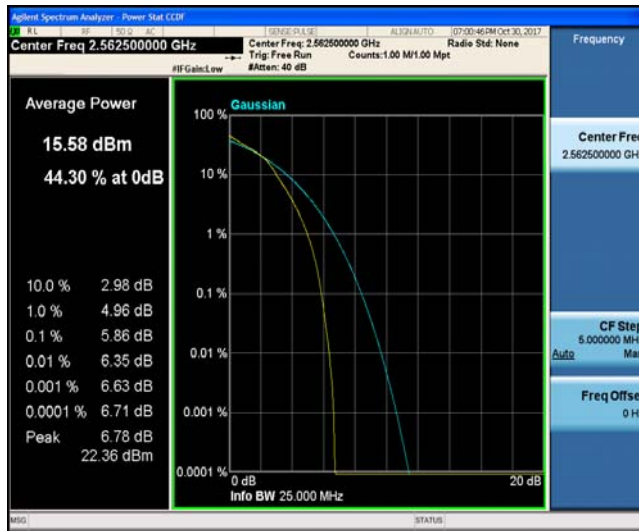 Agilent Spectrum Analyzer - Power Stat CCDF
RL RF 50 Ω AC SENSE:PULSE ALIGN AUTO 07:00:46 PM Oct 30, 2017
Center Freq 2.562500000 GHz
Center Freq: 2.562500000 GHz Radio Std: None
Trig: Free Run Counts:1.00 M/1.00 Mpt
#IFGain:Low #Atten: 40 dB
Average Power
15.58 dBm
44.30 % at 0dB
10.0 % 2.98 dB
1.0 % 4.96 dB
0.1 % 5.86 dB
0.01 % 6.35 dB
0.001 % 6.63 dB
0.0001 % 6.71 dB
Peak 6.78 dB
22.36 dBm
Gaussian
100 %
10 %
1 %
0.1 %
0.01 %
0.001 %
0.0001 %
0 dB 20 dB
Info BW 25.000 MHz
Frequency
Center Fre
2.562500000 GH
CF Step
5.000000 MH
Auto Ma
Freq Offse
0 H
MSG STATUS